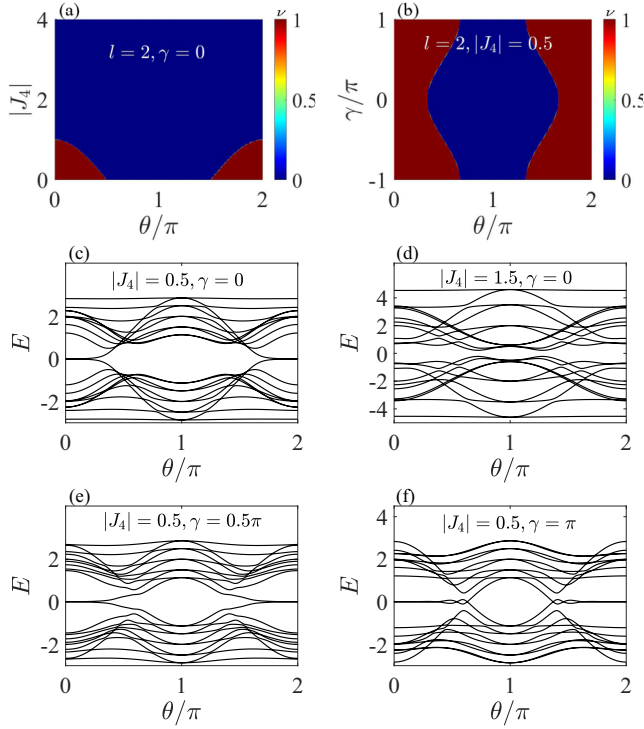 (a)
ν
4
2
0
|J₄|
l = 2, γ = 0
1
0.5
0
0
1
2
θ/π
(b)
ν
1
0
-1
γ/π
l = 2, |J₄| = 0.5
1
0.5
0
0
1
2
θ/π
(c)
|J₄| = 0.5, γ = 0
2
0
-2
E
0
1
2
θ/π
(d)
|J₄| = 1.5, γ = 0
4
2
0
-2
-4
E
0
1
2
θ/π
(e)
|J₄| = 0.5, γ = 0.5π
4
2
0
-2
E
0
1
2
θ/π
(f)
|J₄| = 0.5, γ = π
4
2
0
-2
E
0
1
2
θ/π